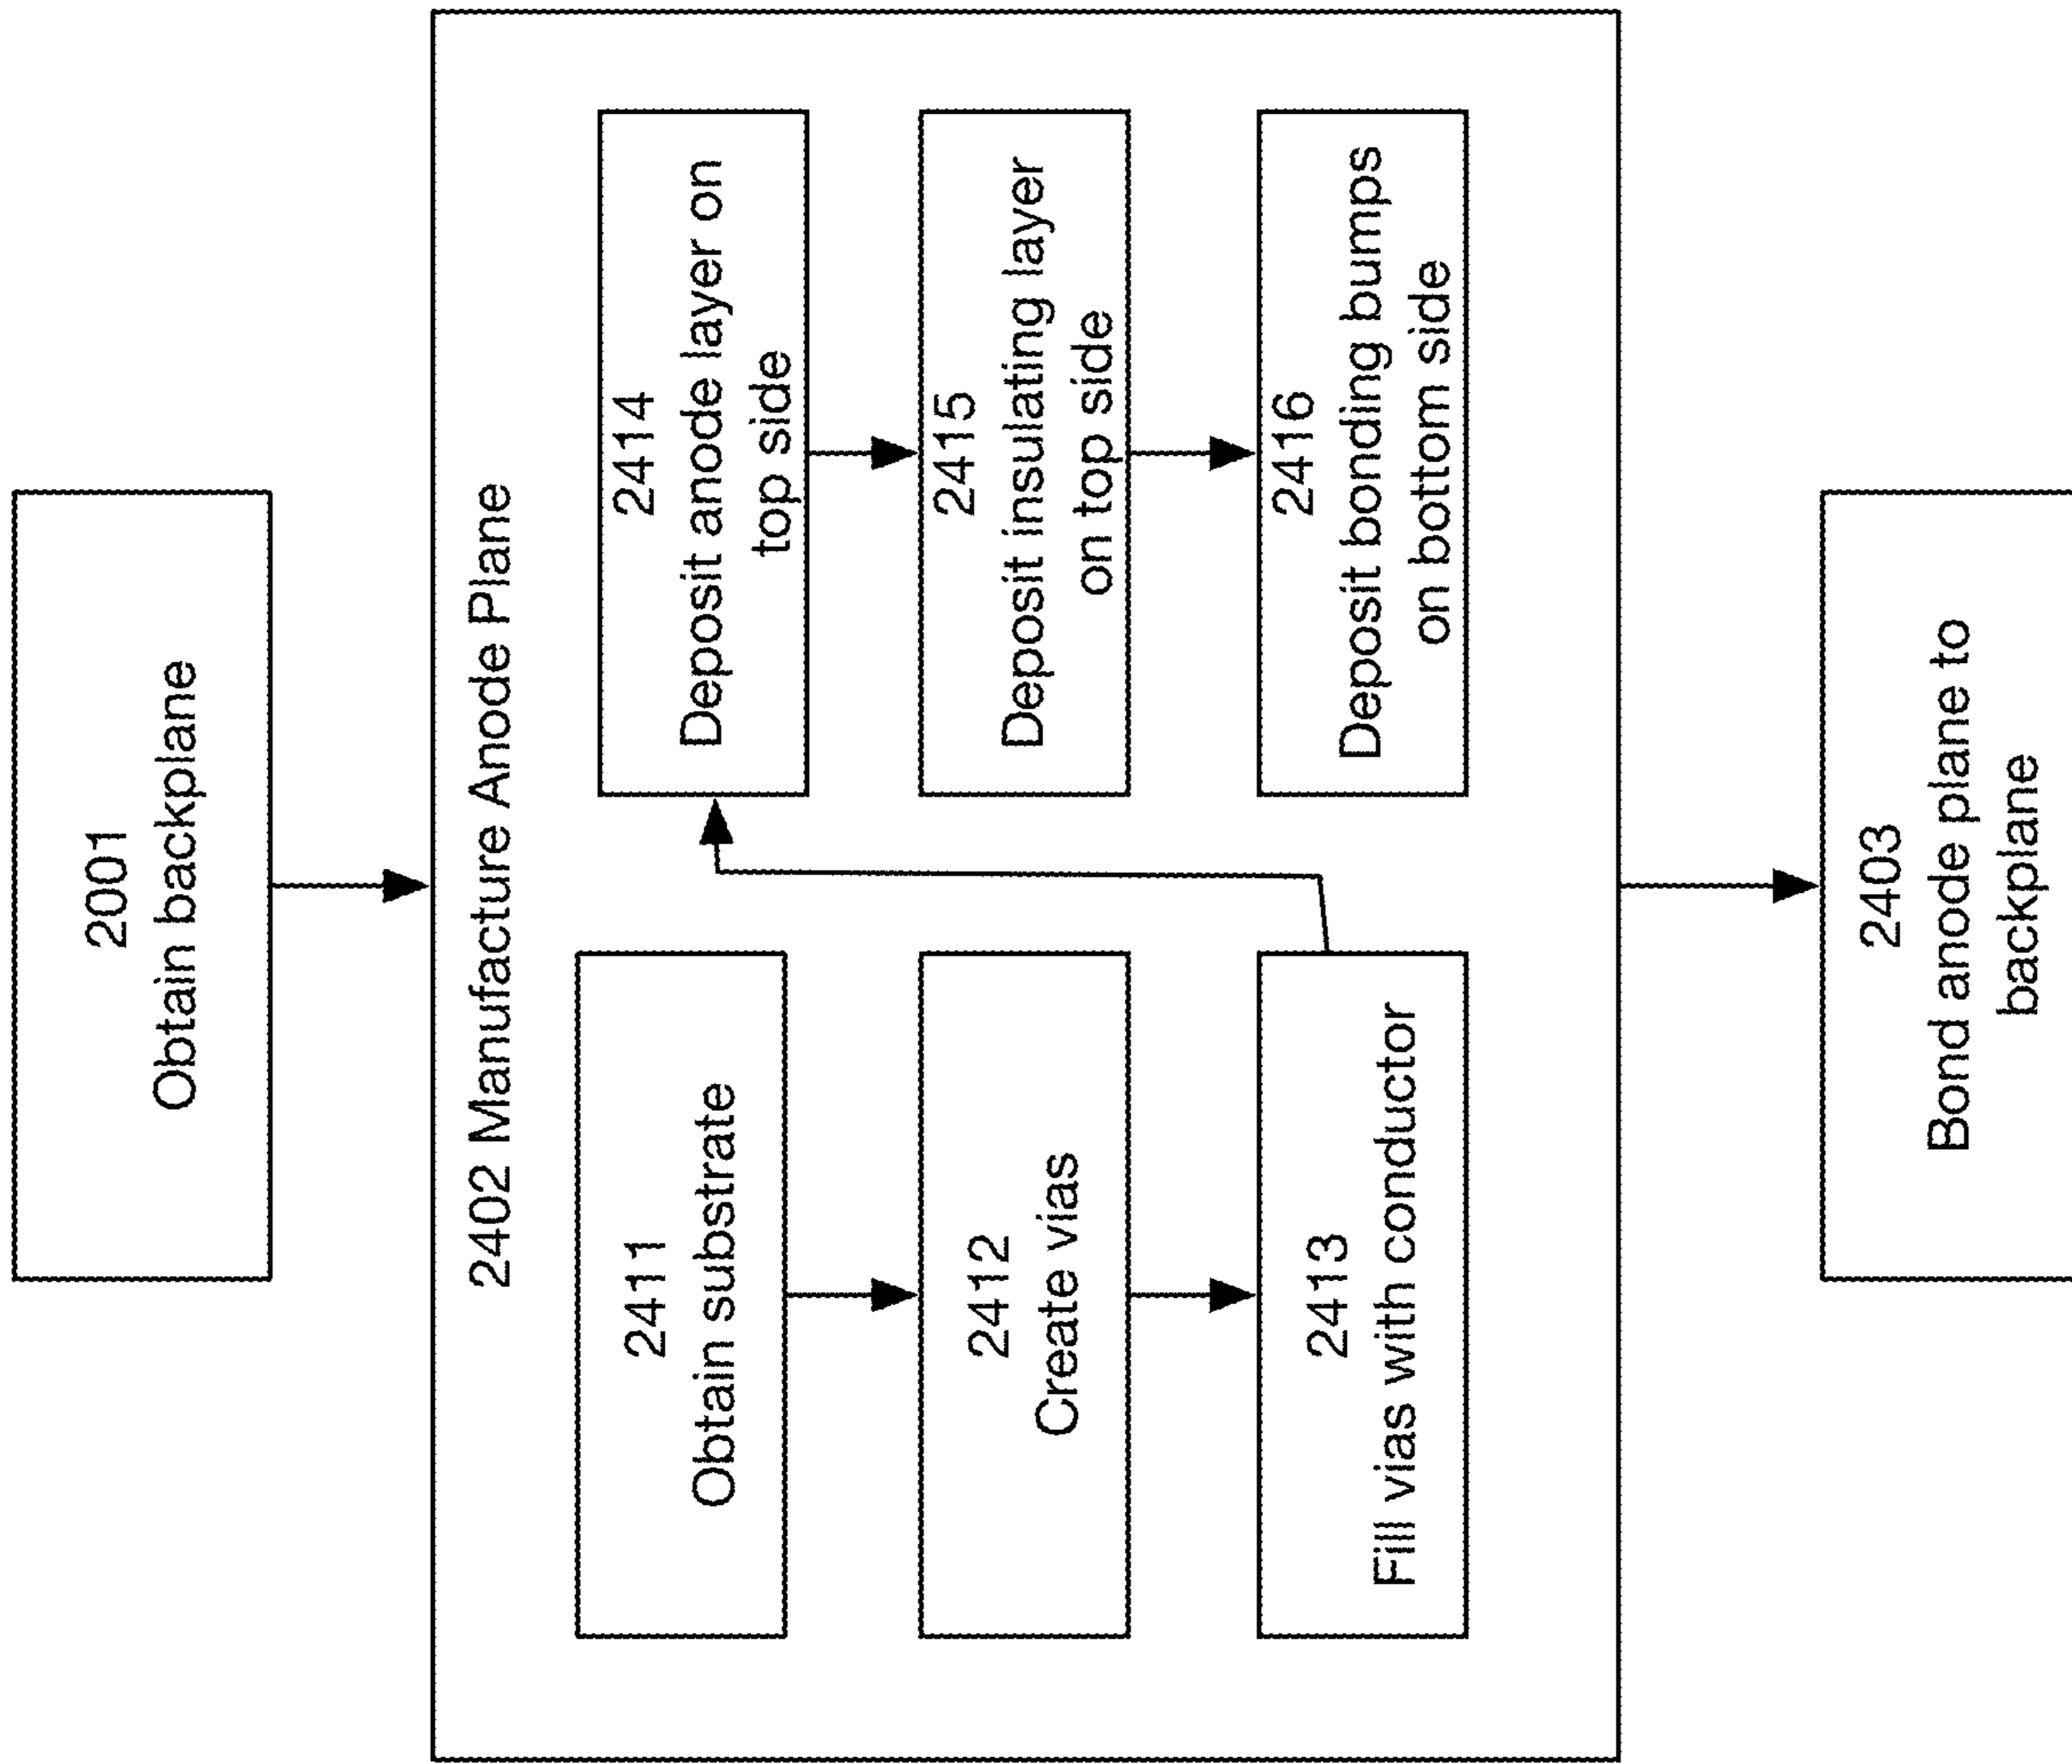 2001
Obtain backplane
2402 Manufacture Anode Plane
2411
Obtain substrate
2412
Create vias
2413
Fill vias with conductor
2414
Deposit anode layer on
top side
2415
Deposit insulating layer
on top side
2416
Deposit bonding bumps
on bottom side
2403
Bond anode plane to
backplane